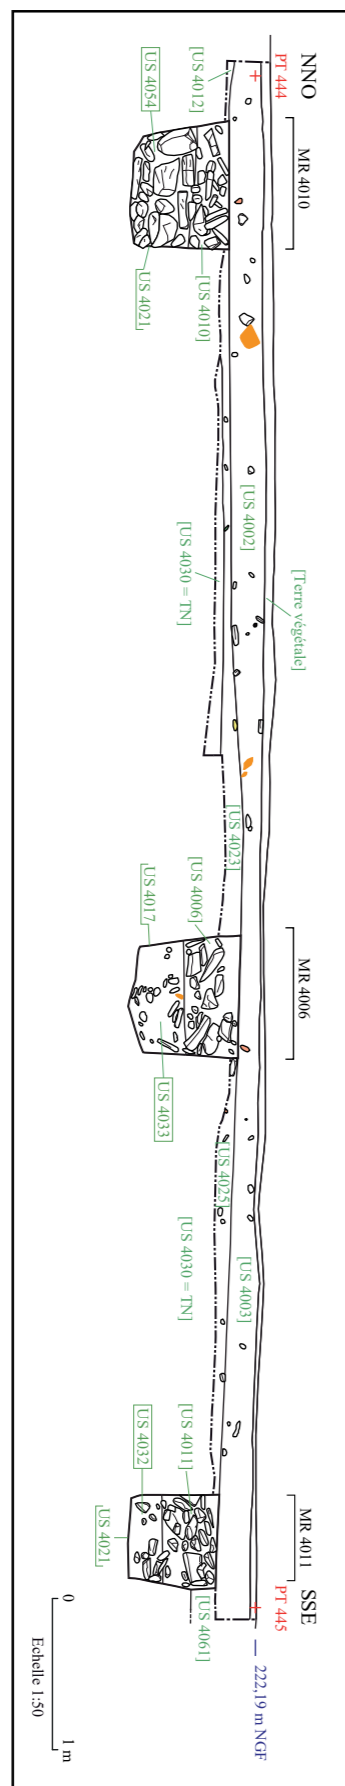 NNO
PT 444
[US 4012]
MR 4010
US 4054
US 4021
[US 4010]
[US 4002]
[US 4030 = TN]
[Terre végétale]
[US 4023]
[US 4006]
US 4017
MR 4006
US 4033
[US 4025]
[US 4030 = TN]
[US 4003]
[US 4011]
US 4032
US 4021
MR 4011
[US 4061]
SSE
PT 445
222,19 m NGF
0
1 m
Echelle 1:50